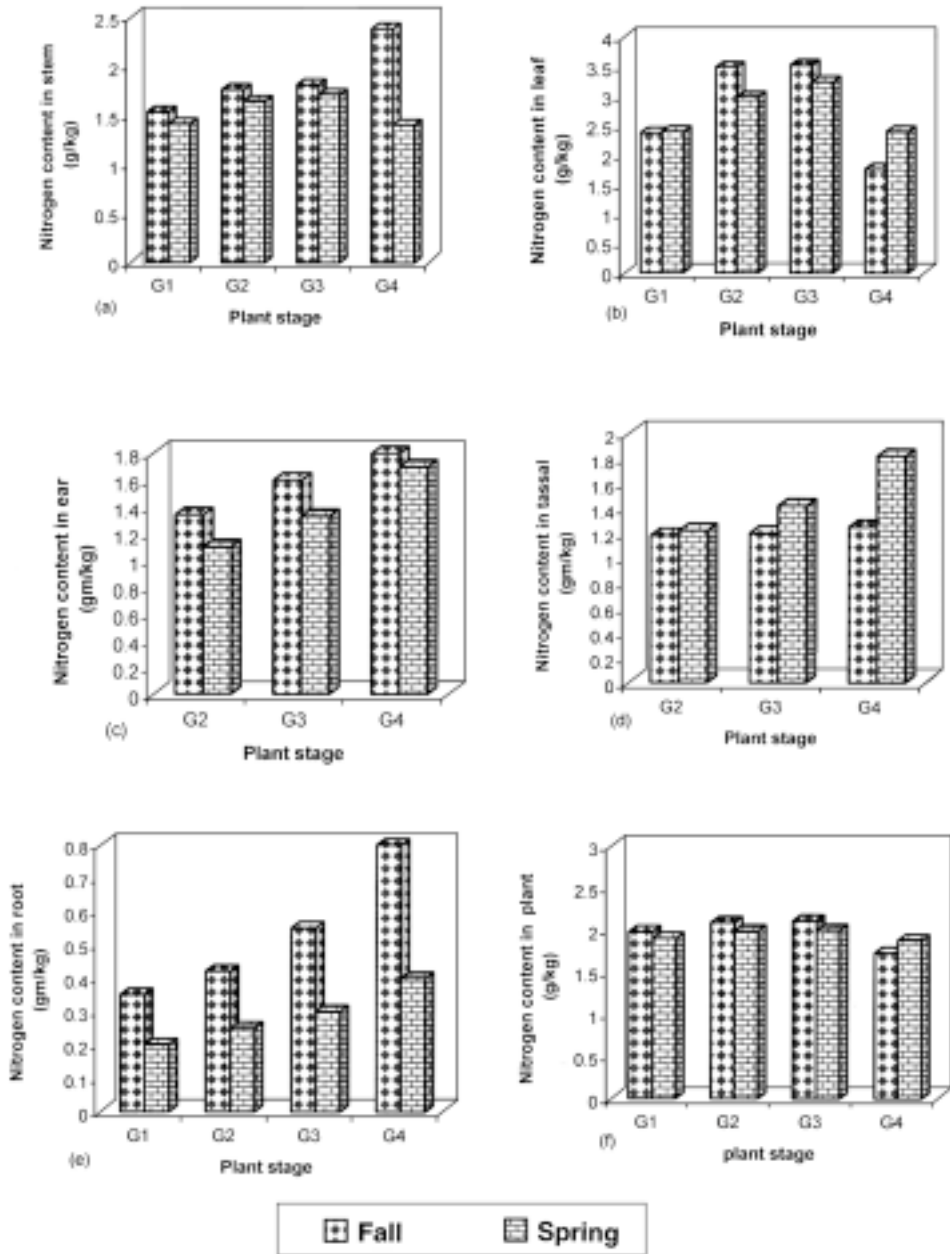 Nitrogen content in stem
(g/kg)
2.5
2
1.5
1
0.5
0
G1 G2 G3 G4
(a)
Plant stage
Nitrogen content in leaf
(g/kg)
4
3.5
3
2.5
2
1.5
1
0.5
0
G1 G2 G3 G4
(b)
Plant stage
Nitrogen content in ear
(gm/kg)
1.8
1.6
1.4
1.2
1
0.8
0.6
0.4
0.2
0
G2 G3 G4
(c)
Plant stage
Nitrogen content in tassal
(gm/kg)
2
1.8
1.6
1.4
1.2
1
0.8
0.6
0.4
0.2
0
G2 G3 G4
(d)
Plant stage
Nitrogen content in root
(gm/kg)
0.8
0.7
0.6
0.5
0.4
0.3
0.2
0.1
0
G1 G2 G3 G4
(e)
Plant stage
Nitrogen content in plant
(g/kg)
3
2.5
2
1.5
1
0.5
0
G1 G2 G3 G4
(f)
plant stage
Fall Spring